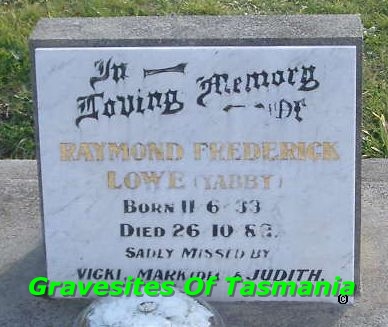 In Loving Memory
Of
RAYMOND FREDERICK
LOWE (YABBY)
BORN 11-6-33
DIED 26-10-8
SADLY MISSED BY
VICKI, MARK & JUDITH.
Gravesites Of Tasmania